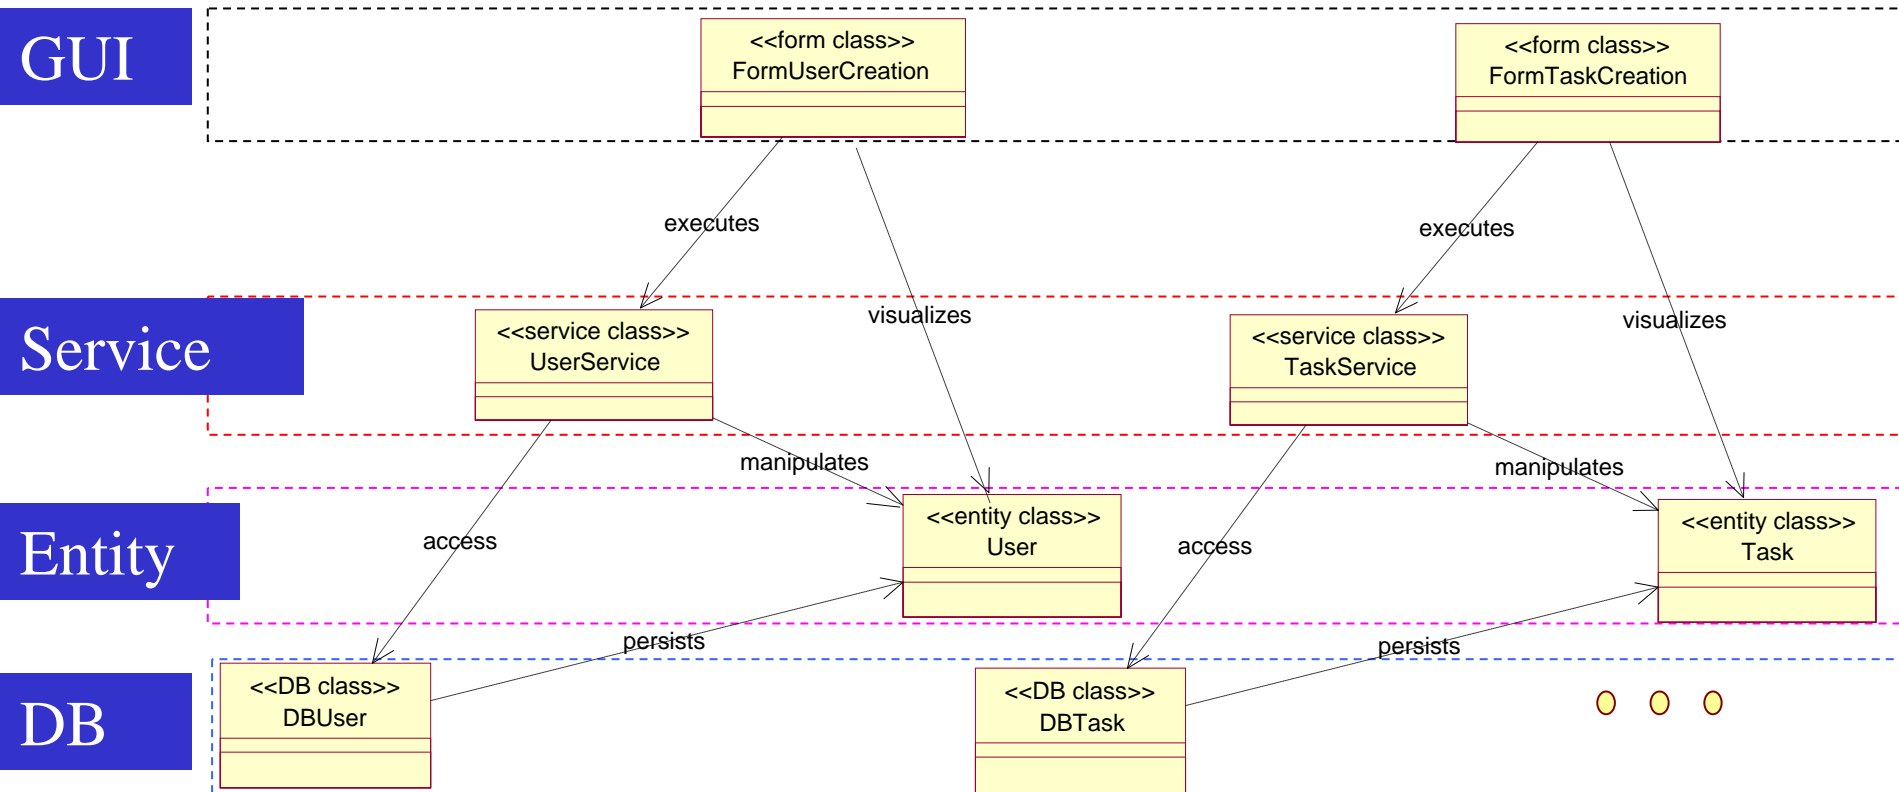 GUI
<<form class>>
FormUserCreation
<<form class>>
FormTaskCreation
executes
executes
visualizes
visualizes
Service
<<service class>>
UserService
<<service class>>
TaskService
manipulates
manipulates
Entity
access
<<entity class>>
User
access
<<entity class>>
Task
persists
persists
DB
<<DB class>>
DBUser
<<DB class>>
DBTask